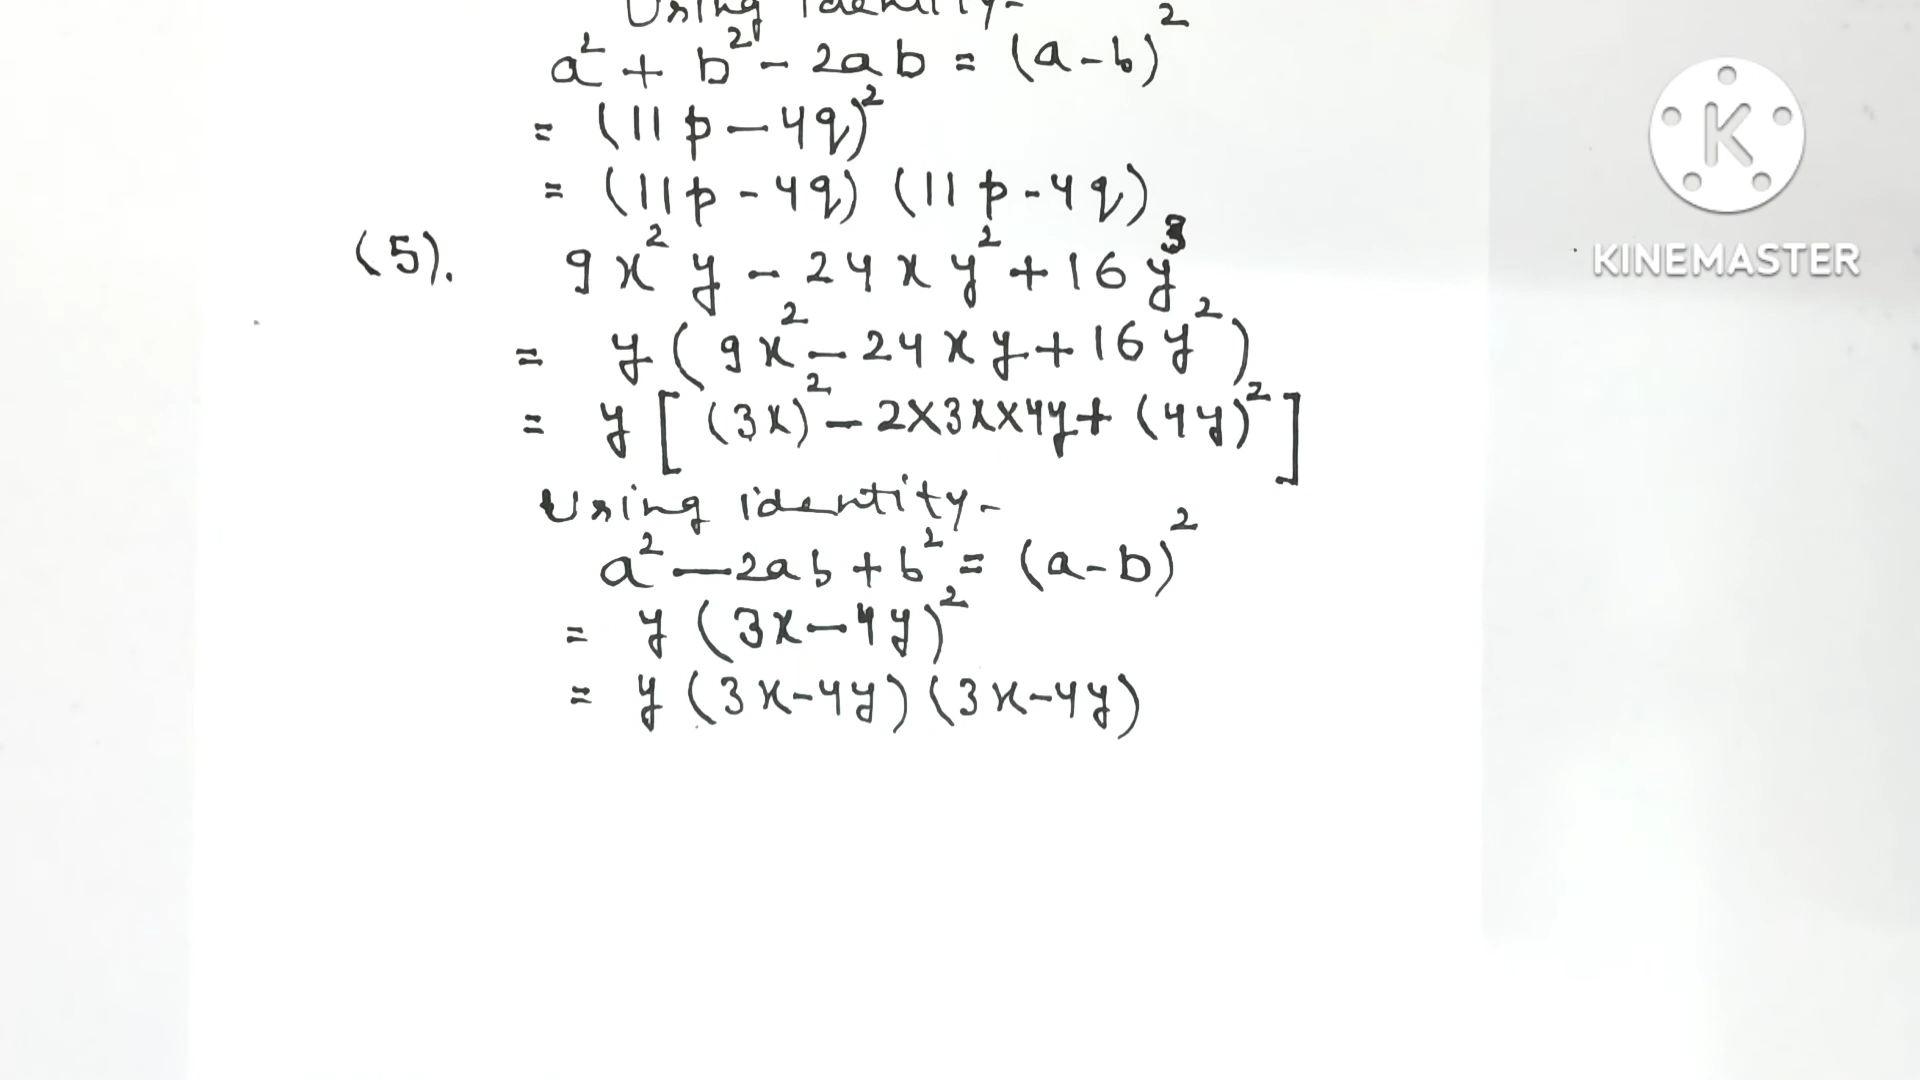 Using identity-
a² + b² - 2ab = (a-b)²
= (11p-4q)²
= (11p-4q) (11p-4q)
(5). 9x²y - 24xy² + 16y³
= y(9x² - 24xy + 16y²)
= y[(3x)² - 2×3x×4y + (4y)²]
Using identity-
a² - 2ab + b² = (a-b)²
= y(3x-4y)²
= y(3x-4y)(3x-4y)
K
KINEMASTER